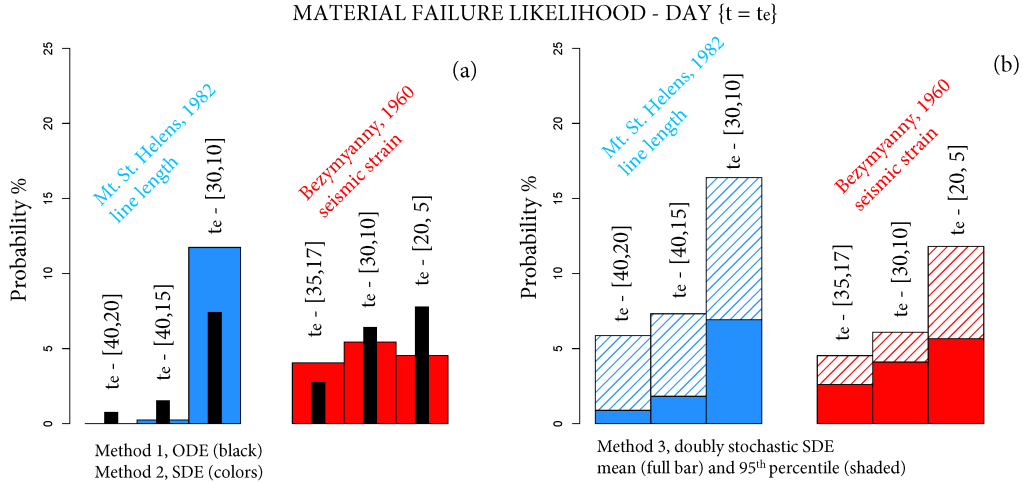 MATERIAL FAILURE LIKELIHOOD - DAY {t = te}
(a)
Probability %
0
5
10
15
20
25
Mt. St. Helens, 1982
line length
te - [40,20]
te - [40,15]
te - [30,10]
Bezymyanny, 1960
seismic strain
te - [35,17]
te - [30,10]
te - [20, 5]
Method 1, ODE (black)
Method 2, SDE (colors)
(b)
Probability %
0
5
10
15
20
25
Mt. St. Helens, 1982
line length
te - [40,20]
te - [40,15]
te - [30,10]
Bezymyanny, 1960
seismic strain
te - [35,17]
te - [30,10]
te - [20, 5]
Method 3, doubly stochastic SDE
mean (full bar) and 95th percentile (shaded)